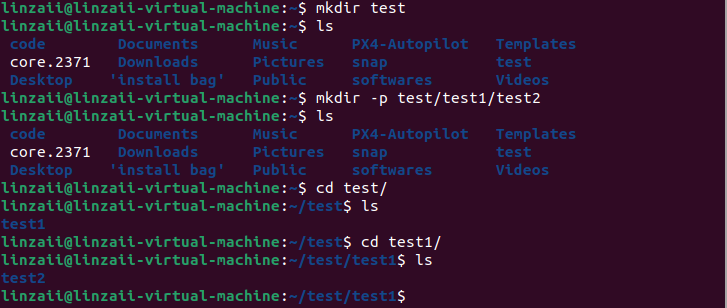 linzaii@linzaii-virtual-machine:~$ mkdir test
linzaii@linzaii-virtual-machine:~$ ls
code Documents Music PX4-Autopilot Templates
core.2371 Downloads Pictures snap test
Desktop 'install bag' Public softwares Videos
linzaii@linzaii-virtual-machine:~$ mkdir -p test/test1/test2
linzaii@linzaii-virtual-machine:~$ ls
code Documents Music PX4-Autopilot Templates
core.2371 Downloads Pictures snap test
Desktop 'install bag' Public softwares Videos
linzaii@linzaii-virtual-machine:~$ cd test/
linzaii@linzaii-virtual-machine:~/test$ ls
test1
linzaii@linzaii-virtual-machine:~/test$ cd test1/
linzaii@linzaii-virtual-machine:~/test/test1$ ls
test2
linzaii@linzaii-virtual-machine:~/test/test1$